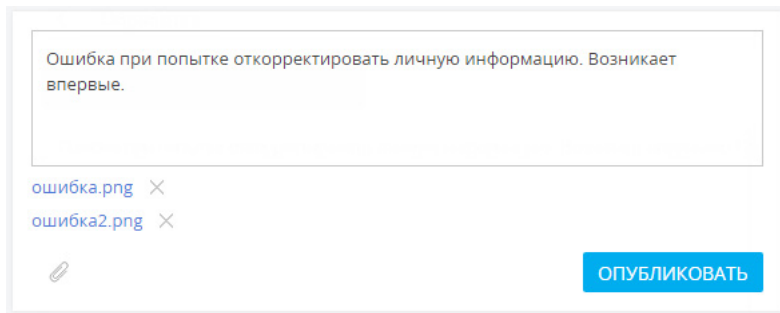 Ошибка при попытке откорректировать личную информацию. Возникает
впервые.
ошибка.png
ошибка2.png
ОПУБЛИКОВАТЬ